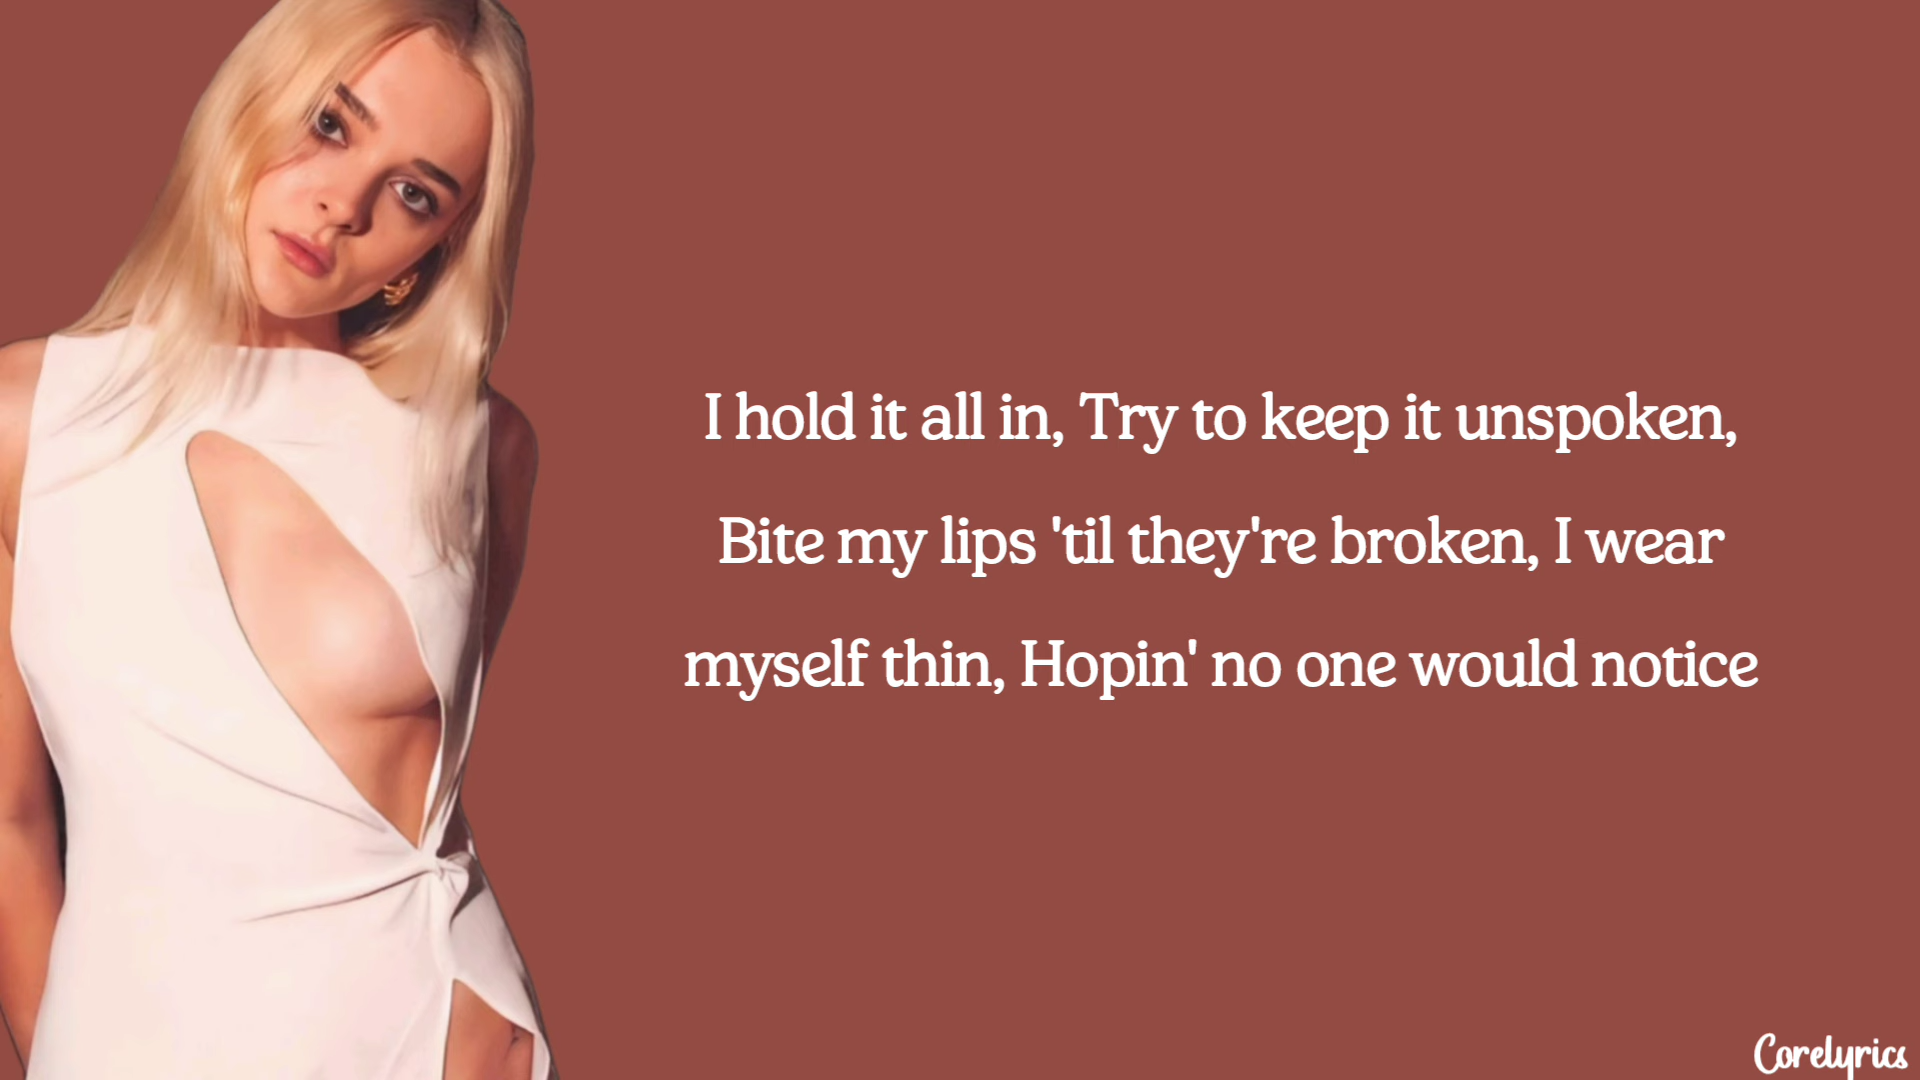 I hold it all in, Try to keep it unspoken,
Bite my lips 'til they're broken, I wear
myself thin, Hopin' no one would notice
Corelyrics